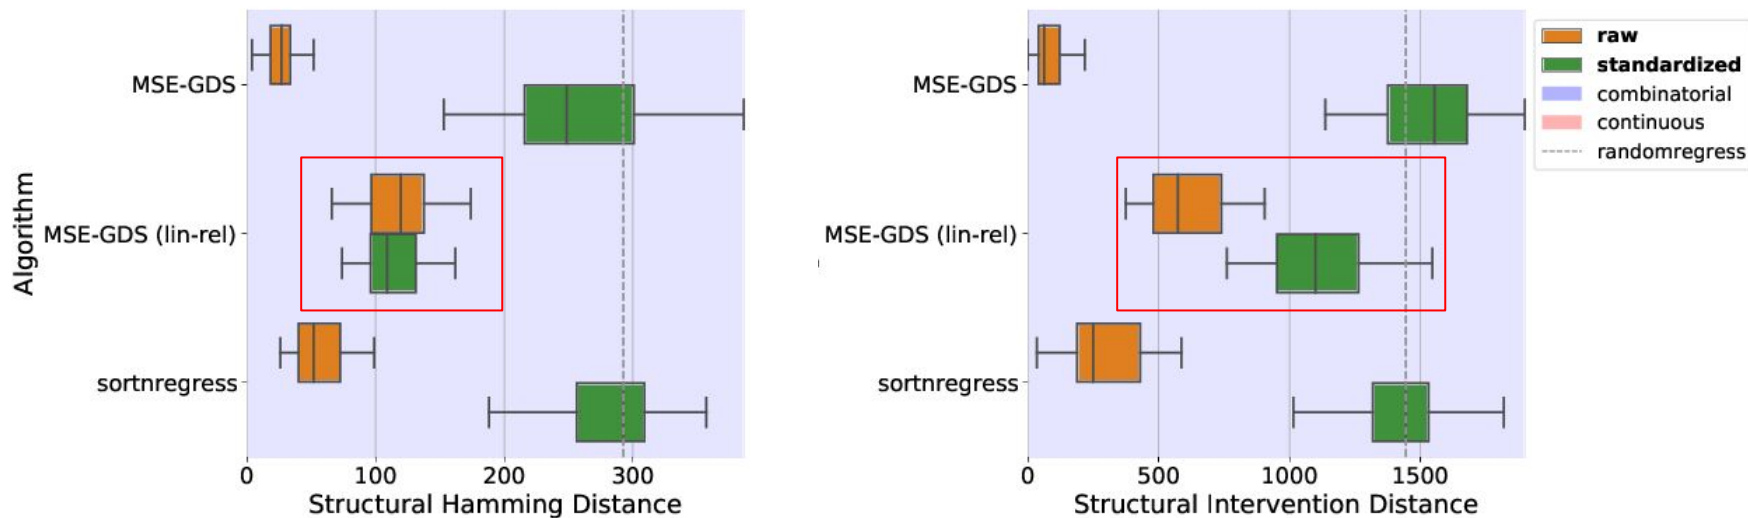 Algorithm
MSE-GDS
MSE-GDS (lin-rel)
sortnregress
0 100 200 300
Structural Hamming Distance
MSE-GDS
MSE-GDS (lin-rel)
sortnregress
0 500 1000 1500
Structural Intervention Distance
raw
standardized
combinatorial
continuous
randomregress